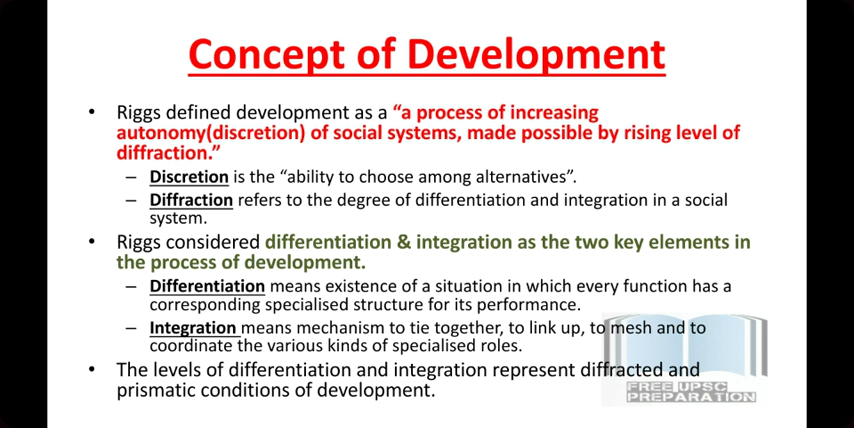 Concept of Development
• Riggs defined development as a “a process of increasing
autonomy(discretion) of social systems, made possible by rising level of
diffraction.”
– Discretion is the “ability to choose among alternatives”.
– Diffraction refers to the degree of differentiation and integration in a social
system.
• Riggs considered differentiation & integration as the two key elements in
the process of development.
– Differentiation means existence of a situation in which every function has a
corresponding specialised structure for its performance.
– Integration means mechanism to tie together, to link up, to mesh and to
coordinate the various kinds of specialised roles.
• The levels of differentiation and integration represent diffracted and
prismatic conditions of development.
FREE UPSC
PREPARATION